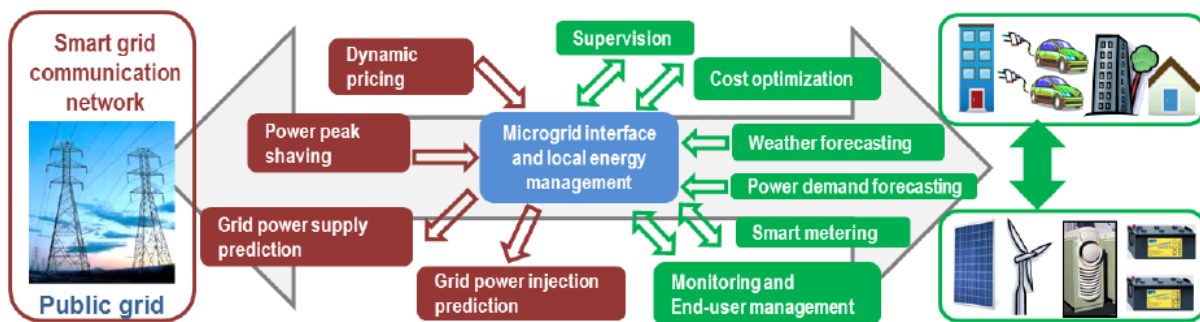 Smart grid
communication
network
Public grid
Dynamic
pricing
Power peak
shaving
Grid power supply
prediction
Grid power injection
prediction
Microgrid interface
and local energy
management
Supervision
Cost optimization
Weather forecasting
Power demand forecasting
Smart metering
Monitoring and
End-user management